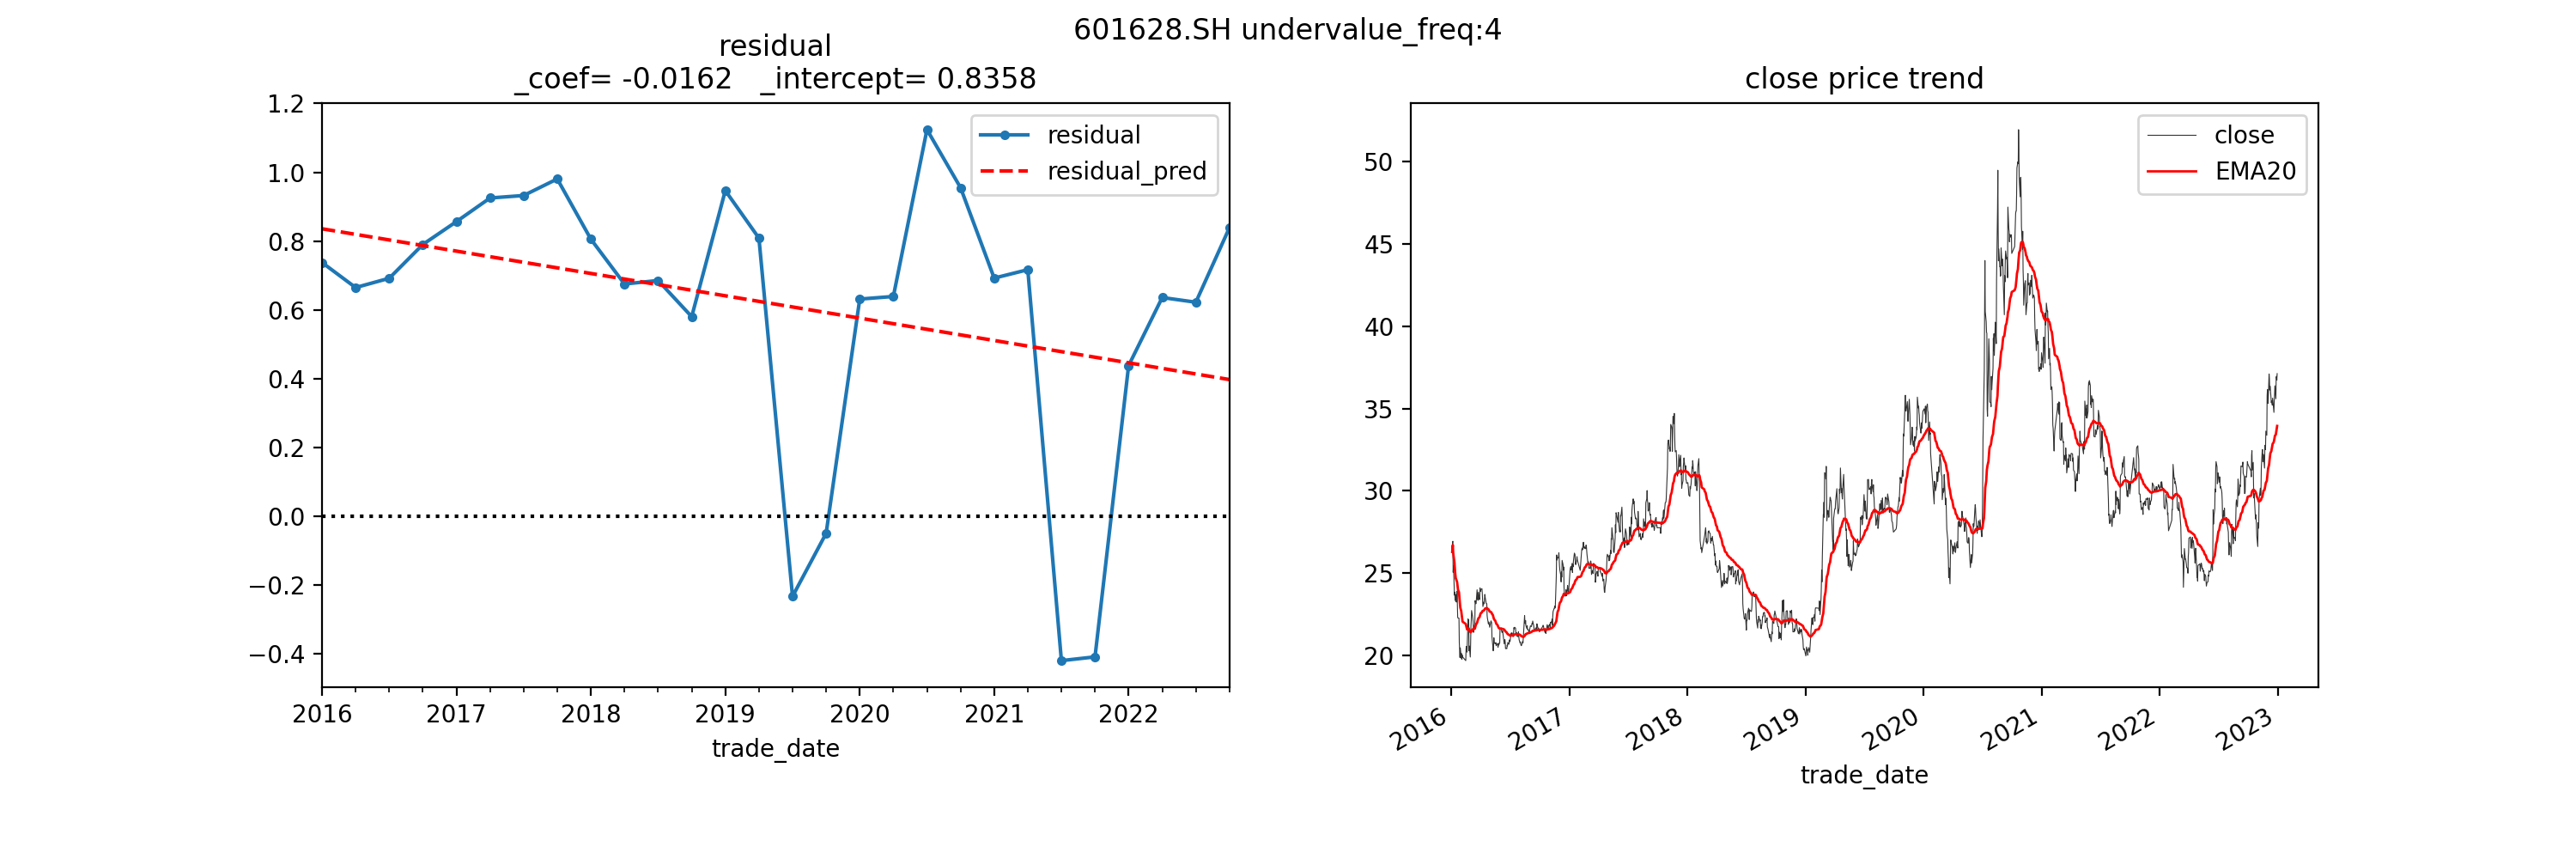 601628.SH undervalue_freq:4
residual
_coef= -0.0162 _intercept= 0.8358
1.2
1.0
0.8
0.6
0.4
0.2
0.0
−0.2
−0.4
residual
residual_pred
2016 2017 2018 2019 2020 2021 2022
trade_date
close price trend
50
45
40
35
30
25
20
close
EMA20
2016 2017 2018 2019 2020 2021 2022 2023
trade_date